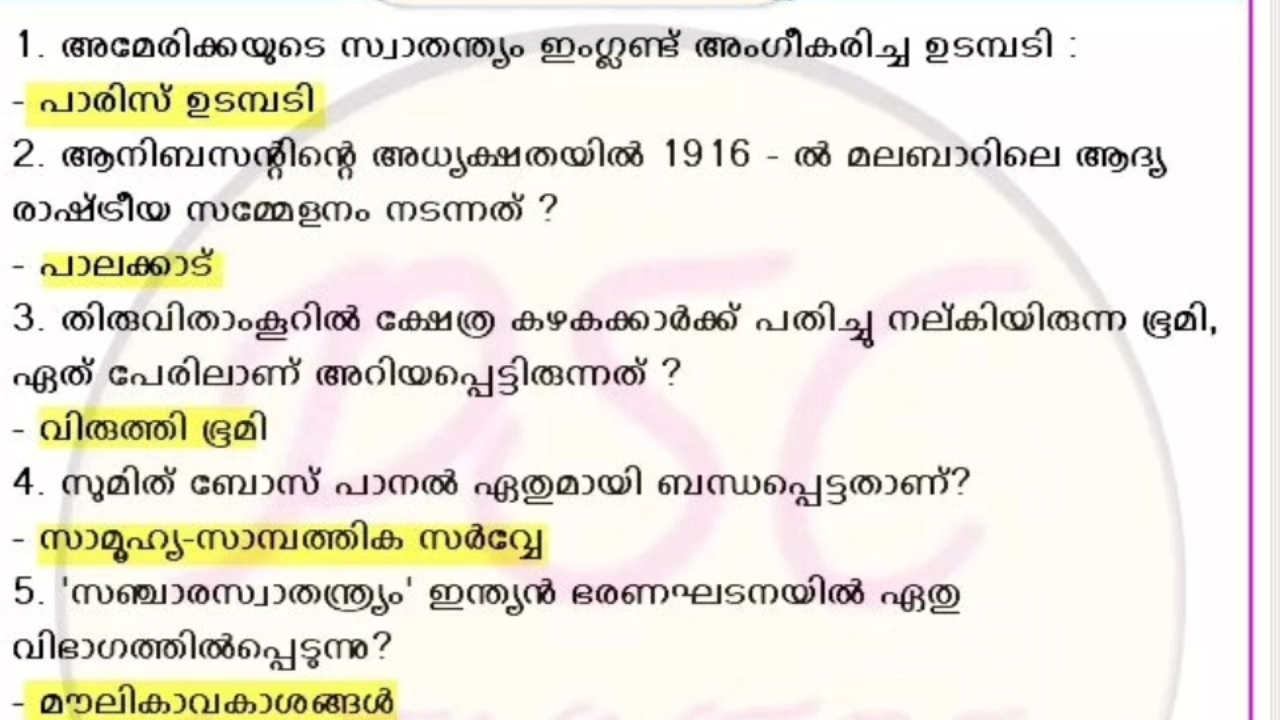 1. അമേരിക്കയുടെ സ്വാതന്ത്യം ഇംഗ്ലണ്ട് അംഗീകരിച്ച ഉടമ്പടി :
- പാരിസ് ഉടമ്പടി
2. ആനിബസന്റിന്റെ അധ്യക്ഷതയിൽ 1916 - ൽ മലബാറിലെ ആദ്യ
രാഷ്ട്രീയ സമ്മേളനം നടന്നത് ?
- പാലക്കാട്
3. തിരുവിതാംകൂറിൽ ക്ഷേത്ര കഴകക്കാർക്ക് പതിച്ചു നല്കിയിരുന്ന ഭൂമി,
ഏത് പേരിലാണ് അറിയപ്പെട്ടിരുന്നത് ?
- വിരുത്തി ഭൂമി
4. സുമിത് ബോസ് പാനൽ ഏതുമായി ബന്ധപ്പെട്ടതാണ്?
- സാമൂഹ്യ-സാമ്പത്തിക സർവ്വേ
5. 'സഞ്ചാരസ്വാതന്ത്ര്യം' ഇന്ത്യൻ ഭരണഘടനയിൽ ഏതു
വിഭാഗത്തിൽപ്പെടുന്നു?
- മൗലികാവകാശങ്ങൾ